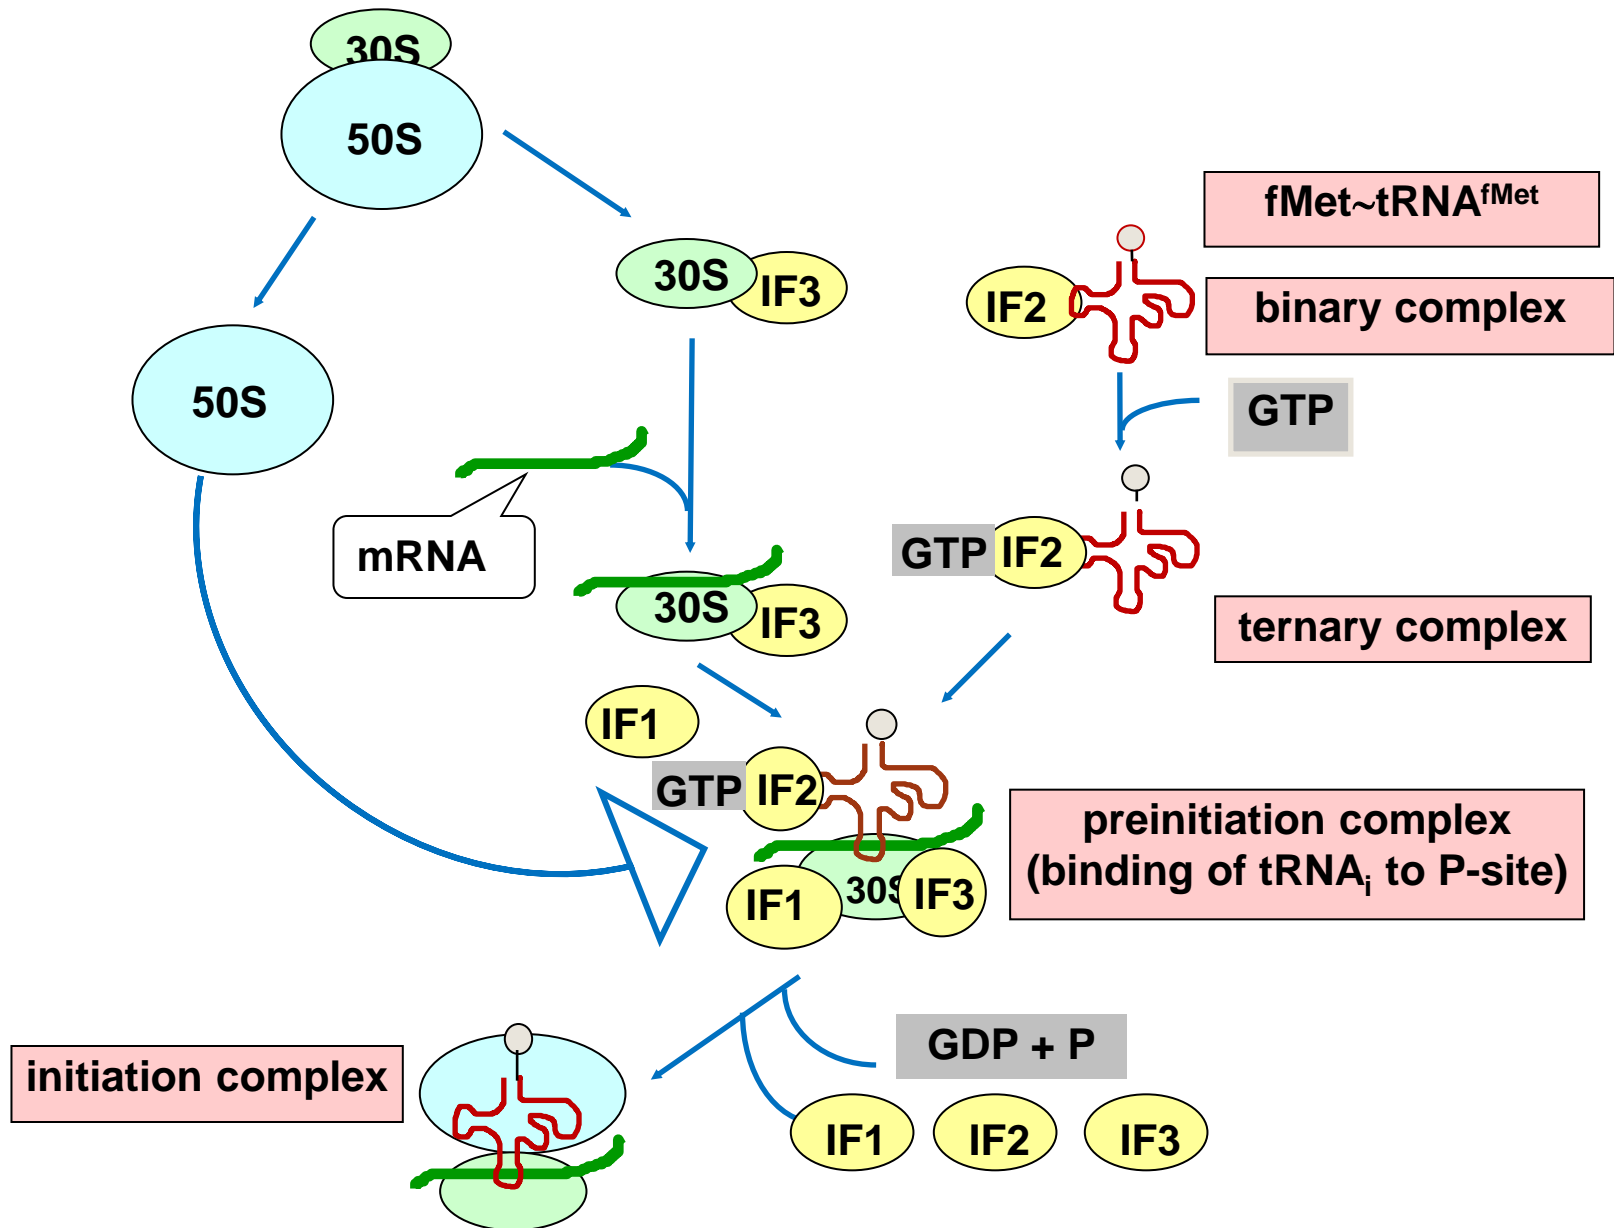 30S
50S
fMet~tRNAfMet
30S
IF3
IF2
binary complex
50S
GTP
mRNA
GTP
IF2
30S
IF3
ternary complex
IF1
GTP
IF2
preinitiation complex
(binding of tRNAi to P-site)
IF1
30S
IF3
GDP + P
initiation complex
IF1
IF2
IF3